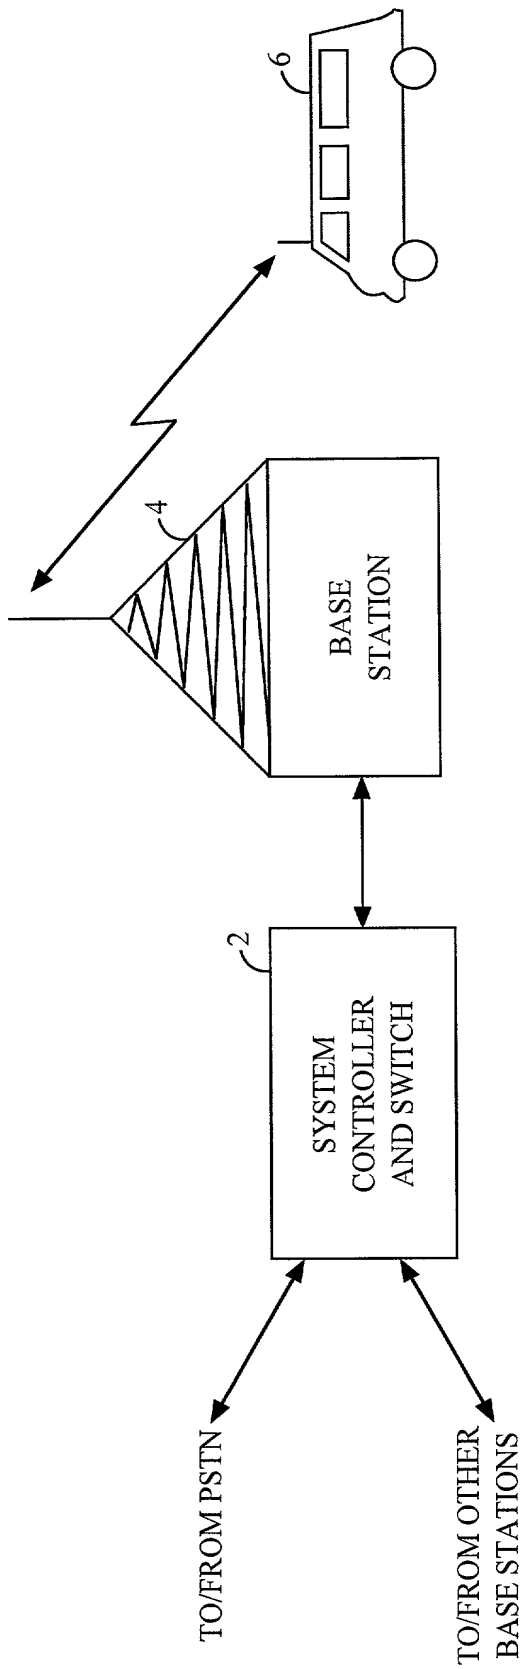 TO/FROM PSTN
TO/FROM OTHER
BASE STATIONS
2
SYSTEM
CONTROLLER
AND SWITCH
4
BASE
STATION
6